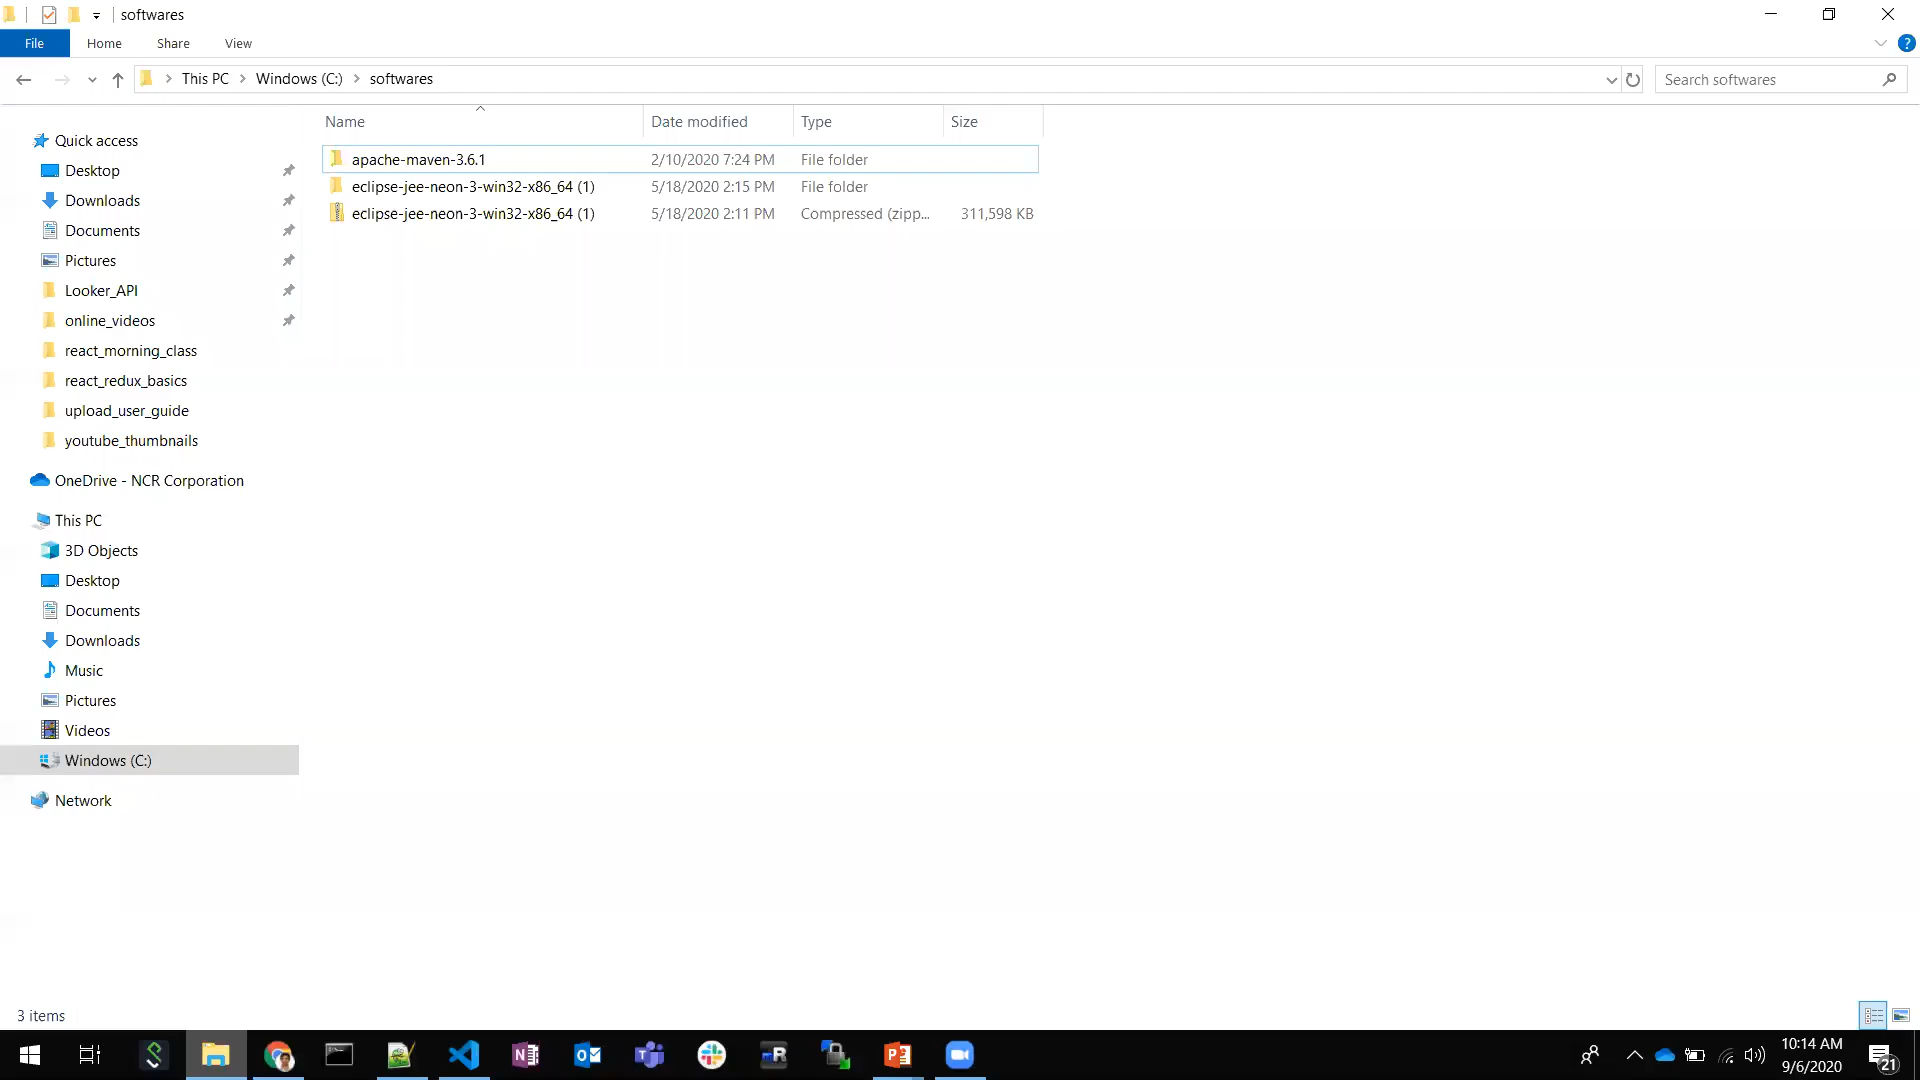 softwares
File Home Share View
This PC Windows (C:) softwares
Search softwares
Name Date modified Type Size
apache-maven-3.6.1 2/10/2020 7:24 PM File folder
eclipse-jee-neon-3-win32-x86_64 (1) 5/18/2020 2:15 PM File folder
eclipse-jee-neon-3-win32-x86_64 (1) 5/18/2020 2:11 PM Compressed (zipp... 311,598 KB
Quick access
Desktop
Downloads
Documents
Pictures
Looker_API
online_videos
react_morning_class
react_redux_basics
upload_user_guide
youtube_thumbnails
OneDrive - NCR Corporation
This PC
3D Objects
Desktop
Documents
Downloads
Music
Pictures
Videos
Windows (C:)
Network
3 items
10:14 AM
9/6/2020
21